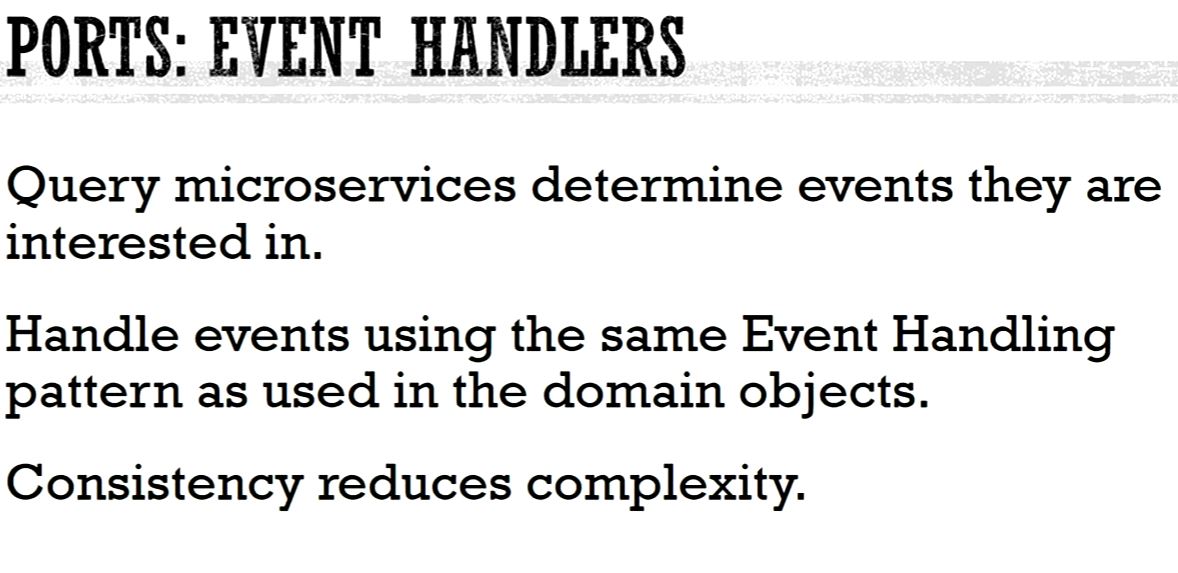 PORTS: EVENT HANDLERS
Query microservices determine events they are
interested in.
Handle events using the same Event Handling
pattern as used in the domain objects.
Consistency reduces complexity.